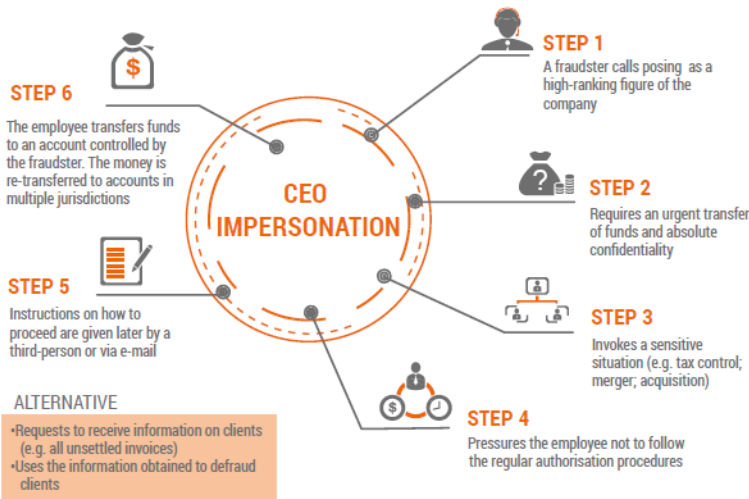 CEO
IMPERSONATION
STEP 1
A fraudster calls posing as a
high-ranking figure of the
company
STEP 2
Requires an urgent transfer
of funds and absolute
confidentiality
STEP 3
Invokes a sensitive
situation (e.g. tax control;
merger; acquisition)
STEP 4
Pressures the employee not to follow
the regular authorisation procedures
STEP 5
Instructions on how to
proceed are given later by a
third-person or via e-mail
STEP 6
The employee transfers funds
to an account controlled by
the fraudster. The money is
re-transferred to accounts in
multiple jurisdictions
ALTERNATIVE
•Requests to receive information on clients
(e.g. all unsettled invoices)
•Uses the information obtained to defraud
clients
$
?
$